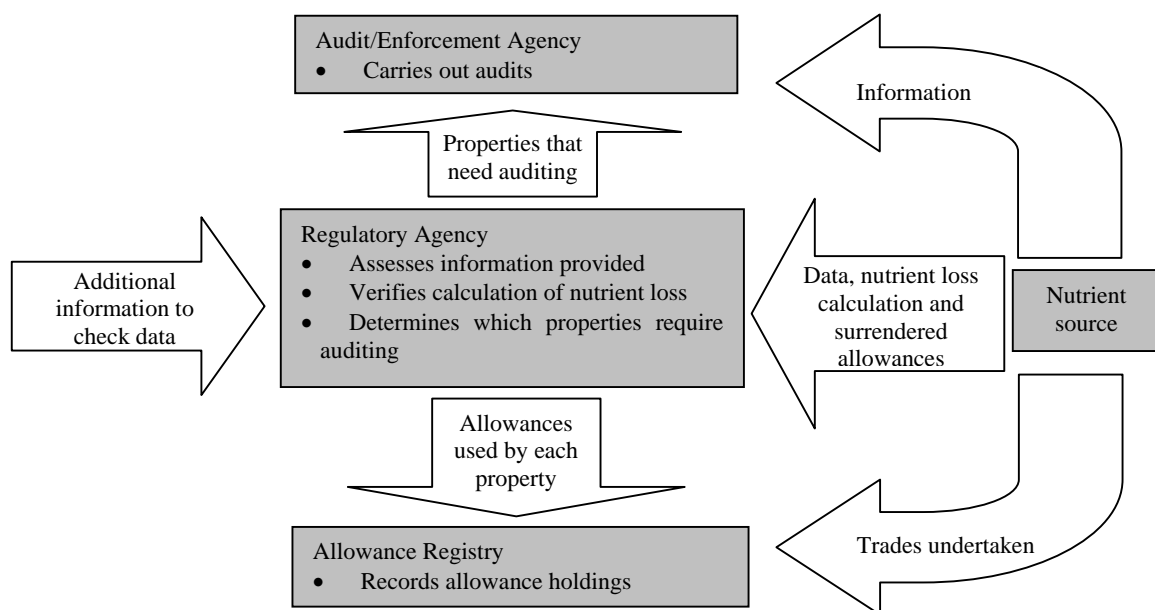 Audit/Enforcement Agency
• Carries out audits
Information
Properties that
need auditing
Regulatory Agency
• Assesses information provided
• Verifies calculation of nutrient loss
• Determines which properties require
auditing
Additional
information to
check data
Data, nutrient loss
calculation and
surrendered
allowances
Nutrient
source
Allowances
used by each
property
Allowance Registry
• Records allowance holdings
Trades undertaken